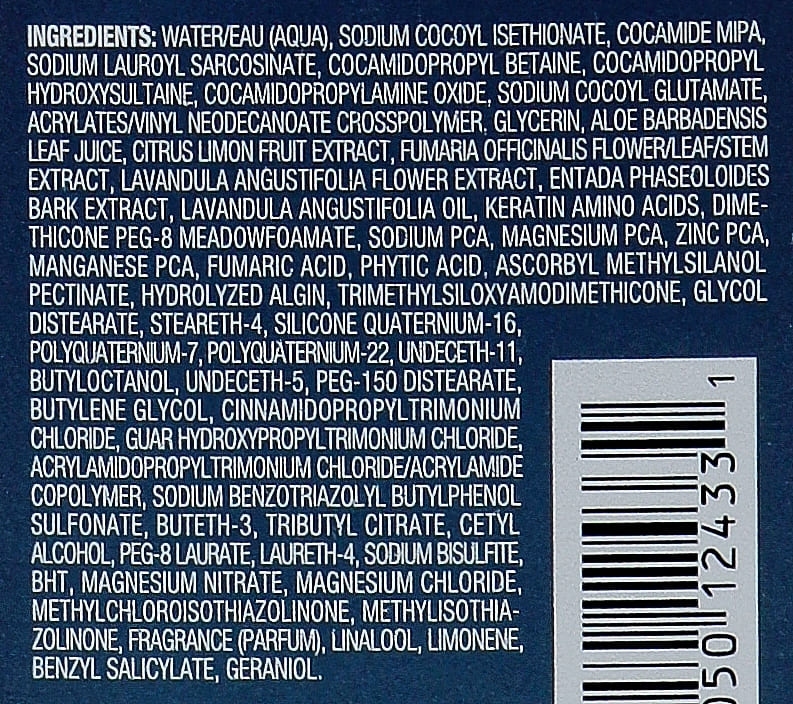 INGREDIENTS: WATER/EAU (AQUA), SODIUM COCOYL ISETHIONATE, COCAMIDE MIPA,
SODIUM LAUROYL SARCOSINATE, COCAMIDOPROPYL BETAINE, COCAMIDOPROPYL
HYDROXYSULTAINE, COCAMIDOPROPYLAMINE OXIDE, SODIUM COCOYL GLUTAMATE,
ACRYLATES/VINYL NEODECANOATE CROSSPOLYMER, GLYCERIN, ALOE BARBADENSIS
LEAF JUICE, CITRUS LIMON FRUIT EXTRACT, FUMARIA OFFICINALIS FLOWER/LEAF/STEM
EXTRACT, LAVANDULA ANGUSTIFOLIA FLOWER EXTRACT, ENTADA PHASEOLOIDES
BARK EXTRACT, LAVANDULA ANGUSTIFOLIA OIL, KERATIN AMINO ACIDS, DIME-
THICONE PEG-8 MEADOWFOAMATE, SODIUM PCA, MAGNESIUM PCA, ZINC PCA,
MANGANESE PCA, FUMARIC ACID, PHYTIC ACID, ASCORBYL METHYLSILANOL
PECTINATE, HYDROLYZED ALGIN, TRIMETHYLSILOXYAMODIMETHICONE, GLYCOL
DISTEARATE, STEARETH-4, SILICONE QUATERNIUM-16,
POLYQUATERNIUM-7, POLYQUATERNIUM-22, UNDECETH-11,
BUTYLOCTANOL, UNDECETH-5, PEG-150 DISTEARATE,
BUTYLENE GLYCOL, CINNAMIDOPROPYLTRIMONIUM
CHLORIDE, GUAR HYDROXYPROPYLTRIMONIUM CHLORIDE,
ACRYLAMIDOPROPYLTRIMONIUM CHLORIDE/ACRYLAMIDE
COPOLYMER, SODIUM BENZOTRIAZOLYL BUTYLPHENOL
SULFONATE, BUTETH-3, TRIBUTYL CITRATE, CETYL
ALCOHOL, PEG-8 LAURATE, LAURETH-4, SODIUM BISULFITE,
BHT, MAGNESIUM NITRATE, MAGNESIUM CHLORIDE,
METHYLCHLOROISOTHIAZOLINONE, METHYLISOTHIA-
ZOLINONE, FRAGRANCE (PARFUM), LINALOOL, LIMONENE,
BENZYL SALICYLATE, GERANIOL.
050 12433 1